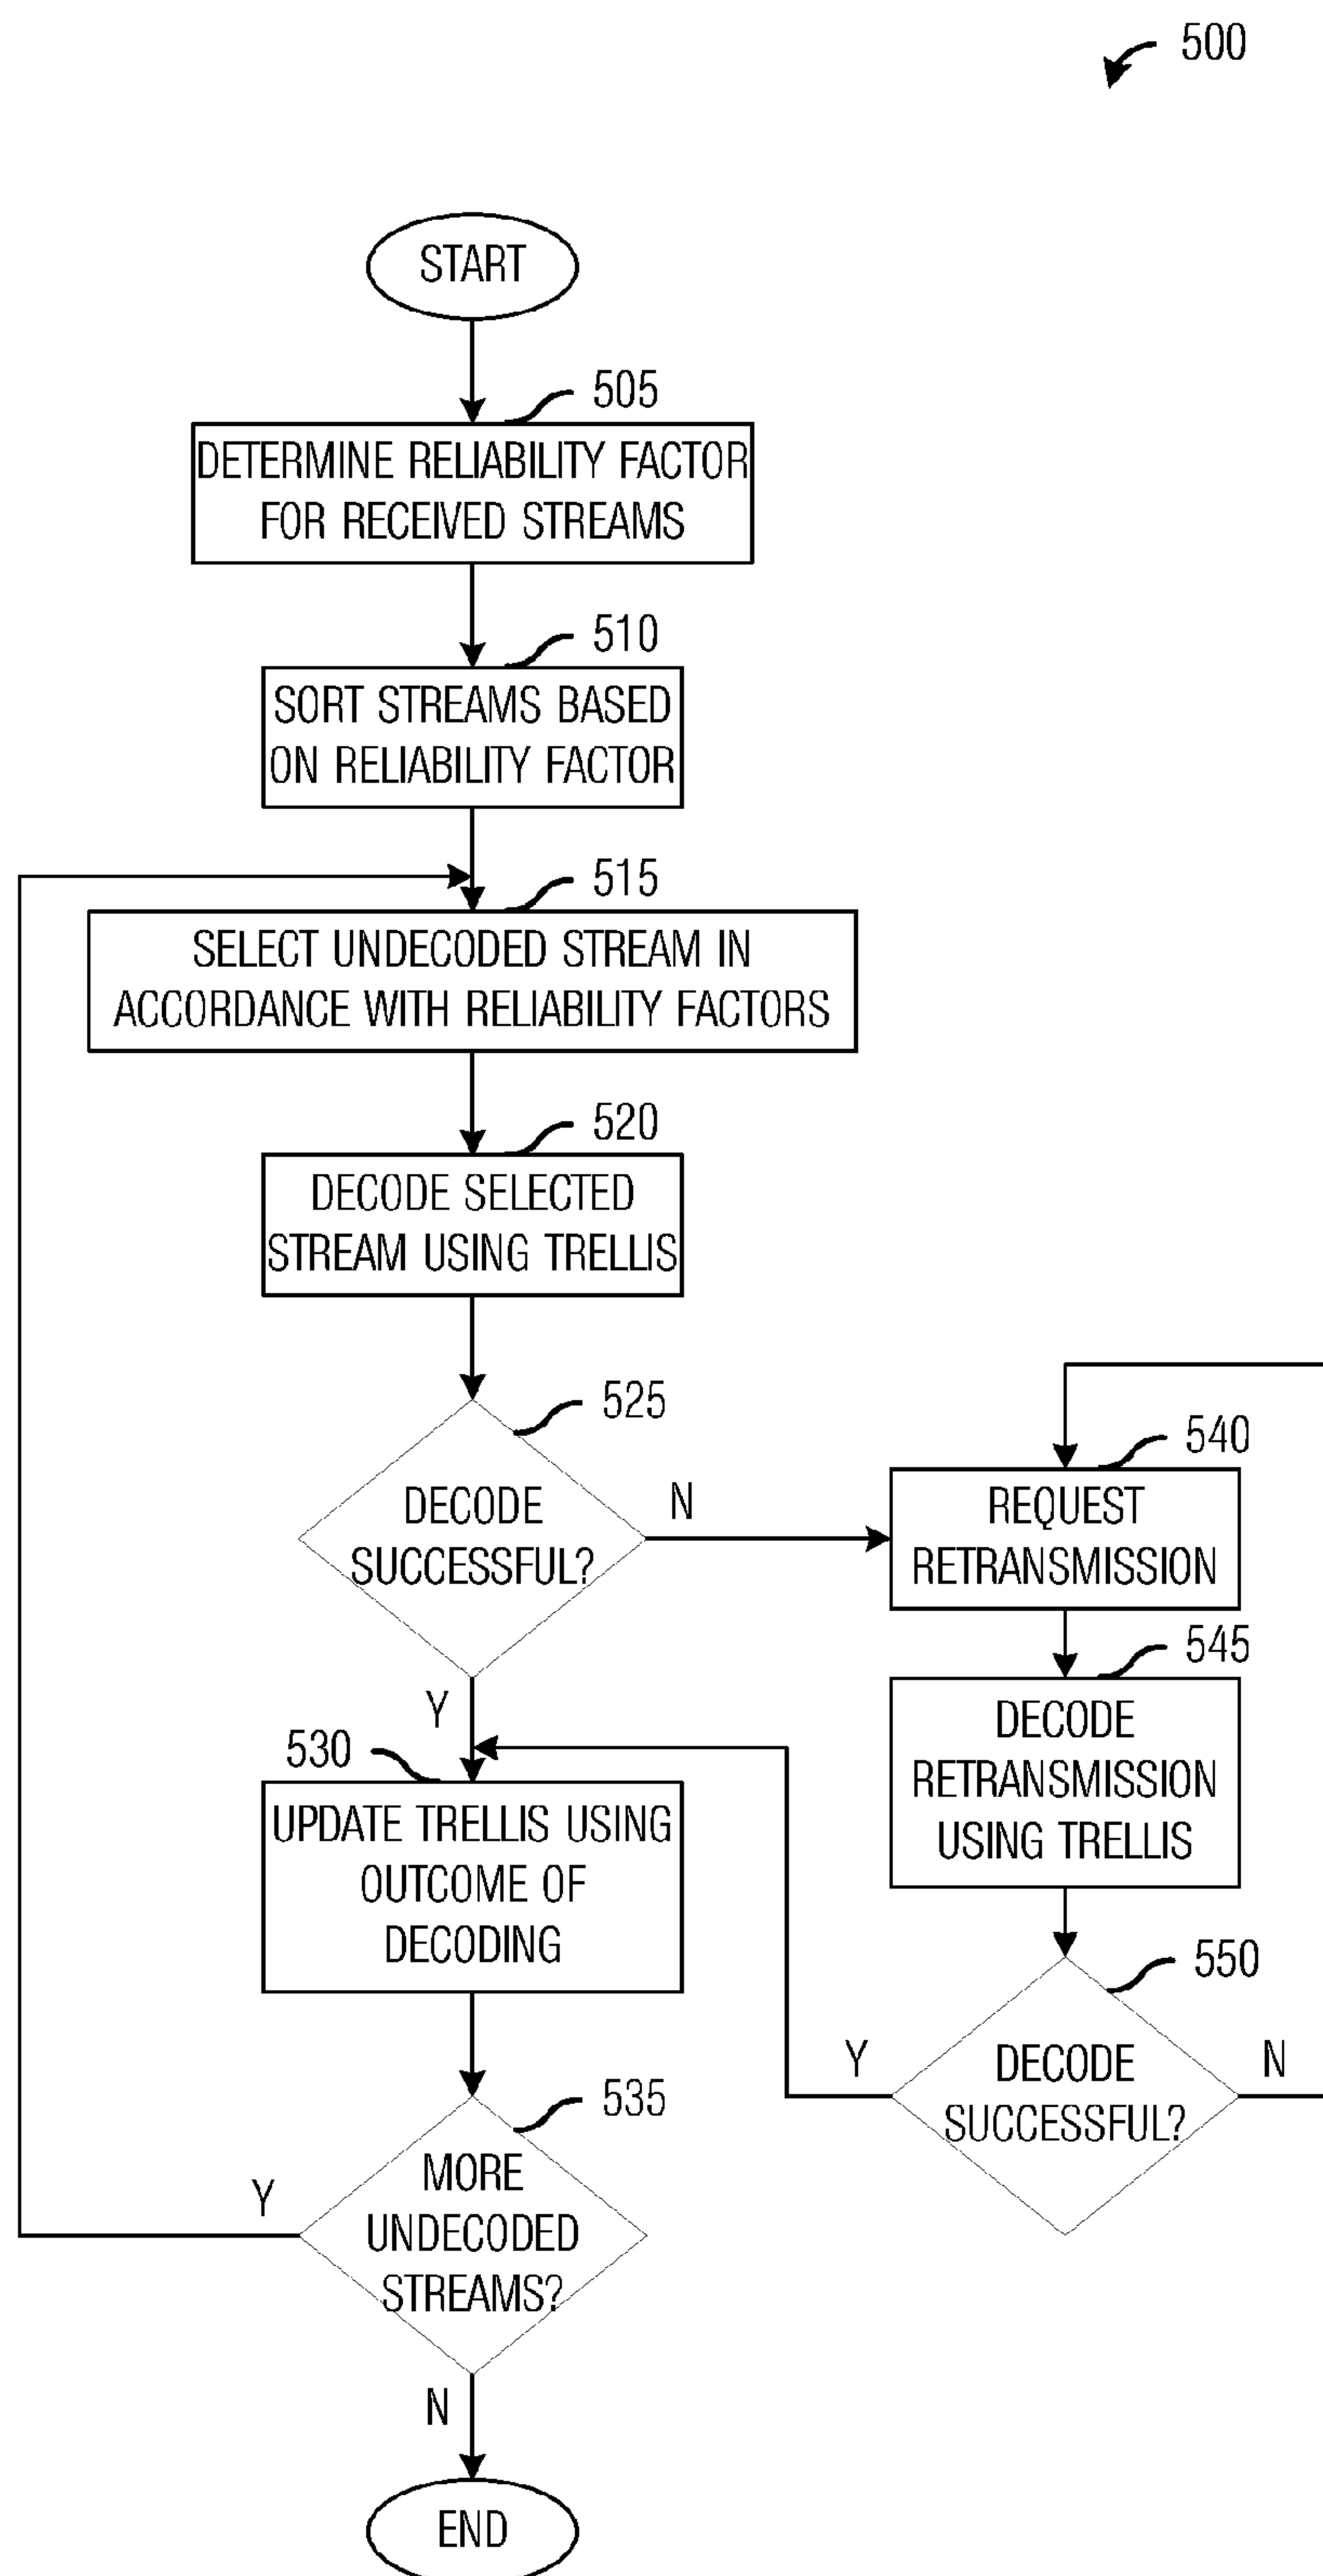 500
START
505
DETERMINE RELIABILITY FACTOR
FOR RECEIVED STREAMS
510
SORT STREAMS BASED
ON RELIABILITY FACTOR
515
SELECT UNDECODED STREAM IN
ACCORDANCE WITH RELIABILITY FACTORS
520
DECODE SELECTED
STREAM USING TRELLIS
525
DECODE
SUCCESSFUL?
N
Y
540
REQUEST
RETRANSMISSION
545
DECODE
RETRANSMISSION
USING TRELLIS
550
DECODE
SUCCESSFUL?
Y
N
530
UPDATE TRELLIS USING
OUTCOME OF
DECODING
535
MORE
UNDECODED
STREAMS?
Y
N
END